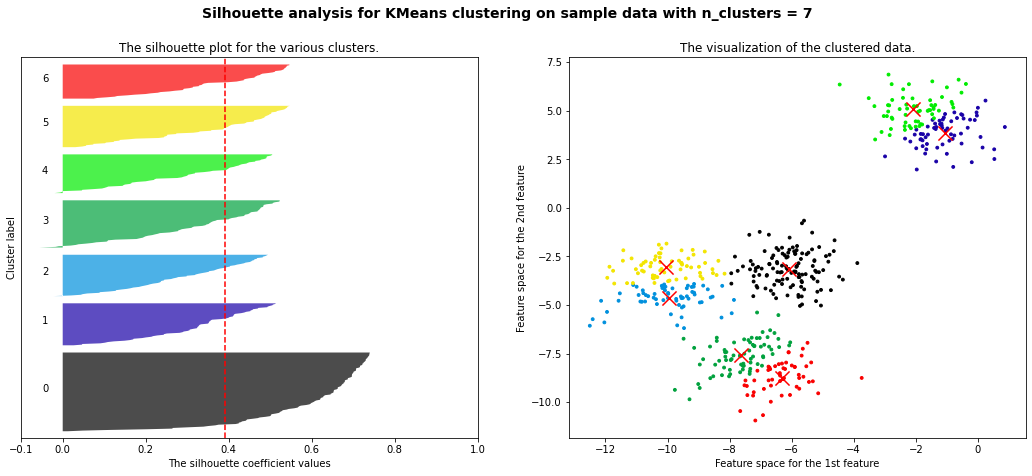 Silhouette analysis for KMeans clustering on sample data with n_clusters = 7
The silhouette plot for the various clusters.
6
5
4
3
2
1
0
Cluster label
−0.1 0.0 0.2 0.4 0.6 0.8 1.0
The silhouette coefficient values
The visualization of the clustered data.
7.5
5.0
2.5
0.0
−2.5
−5.0
−7.5
−10.0
Feature space for the 2nd feature
−12 −10 −8 −6 −4 −2 0
Feature space for the 1st feature